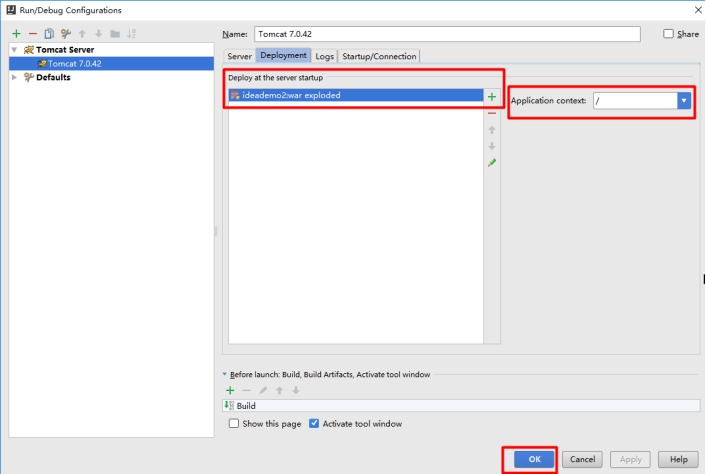 Run/Debug Configurations
Name: Tomcat 7.0.42
Share
Tomcat Server
Tomcat 7.0.42
Defaults
Server Deployment Logs Startup/Connection
Deploy at the server startup
ideademo2:war exploded
Application context: /
Before launch: Build, Build Artifacts, Activate tool window
Build
Show this page Activate tool window
OK Cancel Apply Help